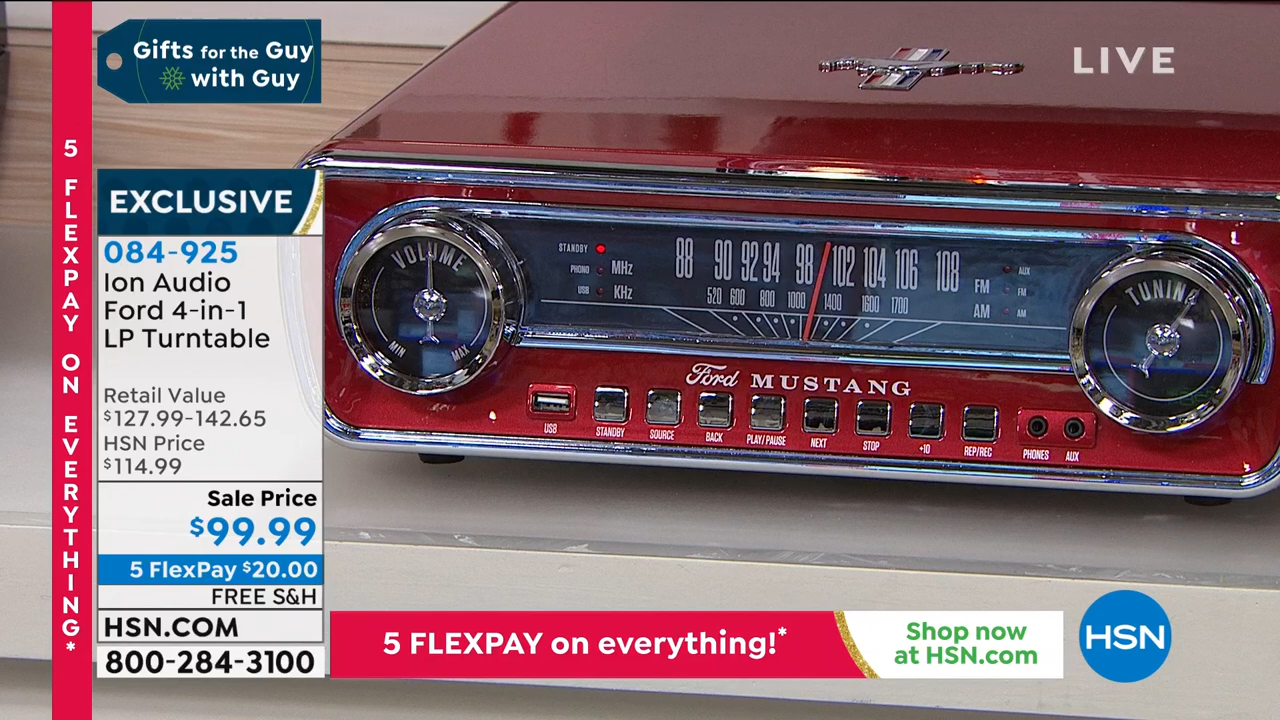 Gifts for the Guy
with Guy
LIVE
5 FLEXPAY ON EVERYTHING*
EXCLUSIVE
084-925
Ion Audio
Ford 4-in-1
LP Turntable
Retail Value
$127.99-142.65
HSN Price
$114.99
Sale Price
$99.99
5 FlexPay $20.00
FREE S&H
HSN.COM
800-284-3100
VOLUME
MIN MAX
STANDBY
PHONO
USB
MHz
KHz
88 90 92 94 98 102 104 106 108 FM
520 600 800 1000 1400 1600 1700 AM
AUX
FM
AM
TUNING
Ford MUSTANG
USB STANDBY SOURCE BACK PLAY/PAUSE NEXT STOP +10 REP/REC PHONES AUX
5 FLEXPAY on everything!*
Shop now
at HSN.com
HSN